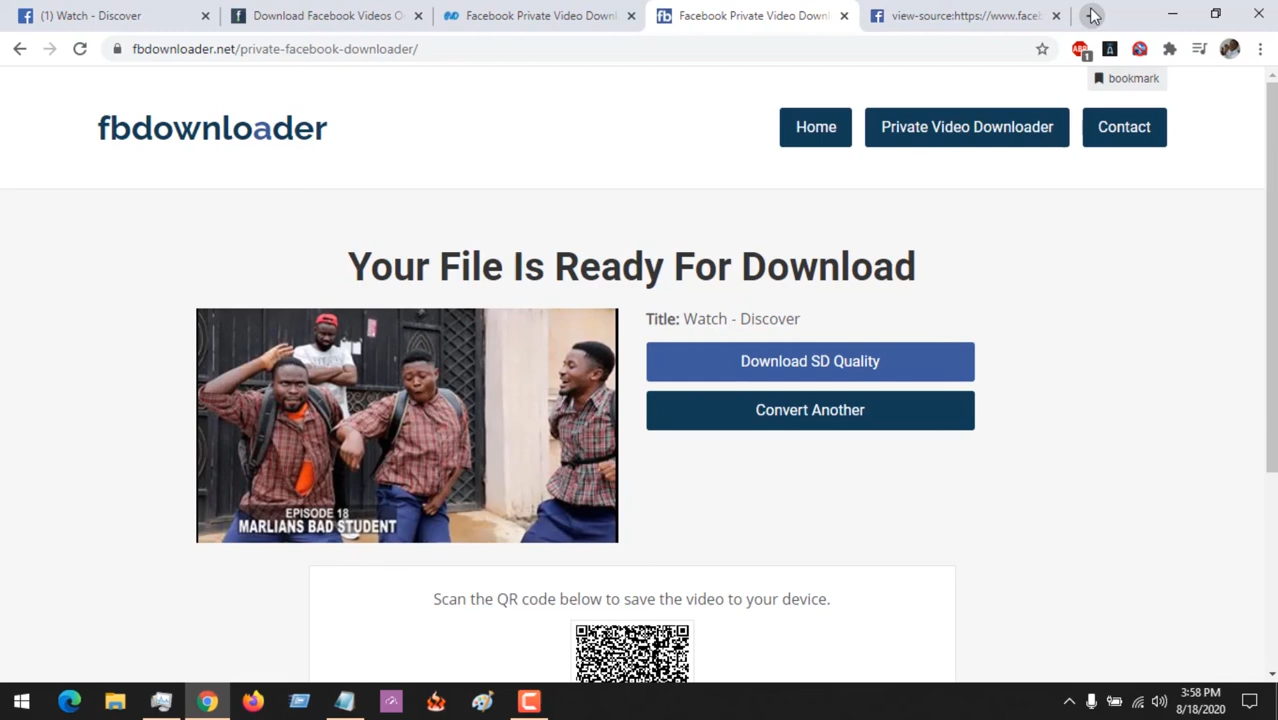 (1) Watch - Discover
Download Facebook Videos O
Facebook Private Video Downl
Facebook Private Video Downl
view-source:https://www.faceb
fbdownloader.net/private-facebook-downloader/
ABP
1
bookmark
fbdownloader
Home
Private Video Downloader
Contact
Your File Is Ready For Download
Title: Watch - Discover
Download SD Quality
Convert Another
EPISODE 18
MARLIANS BAD STUDENT
Scan the QR code below to save the video to your device.
3:58 PM
8/18/2020